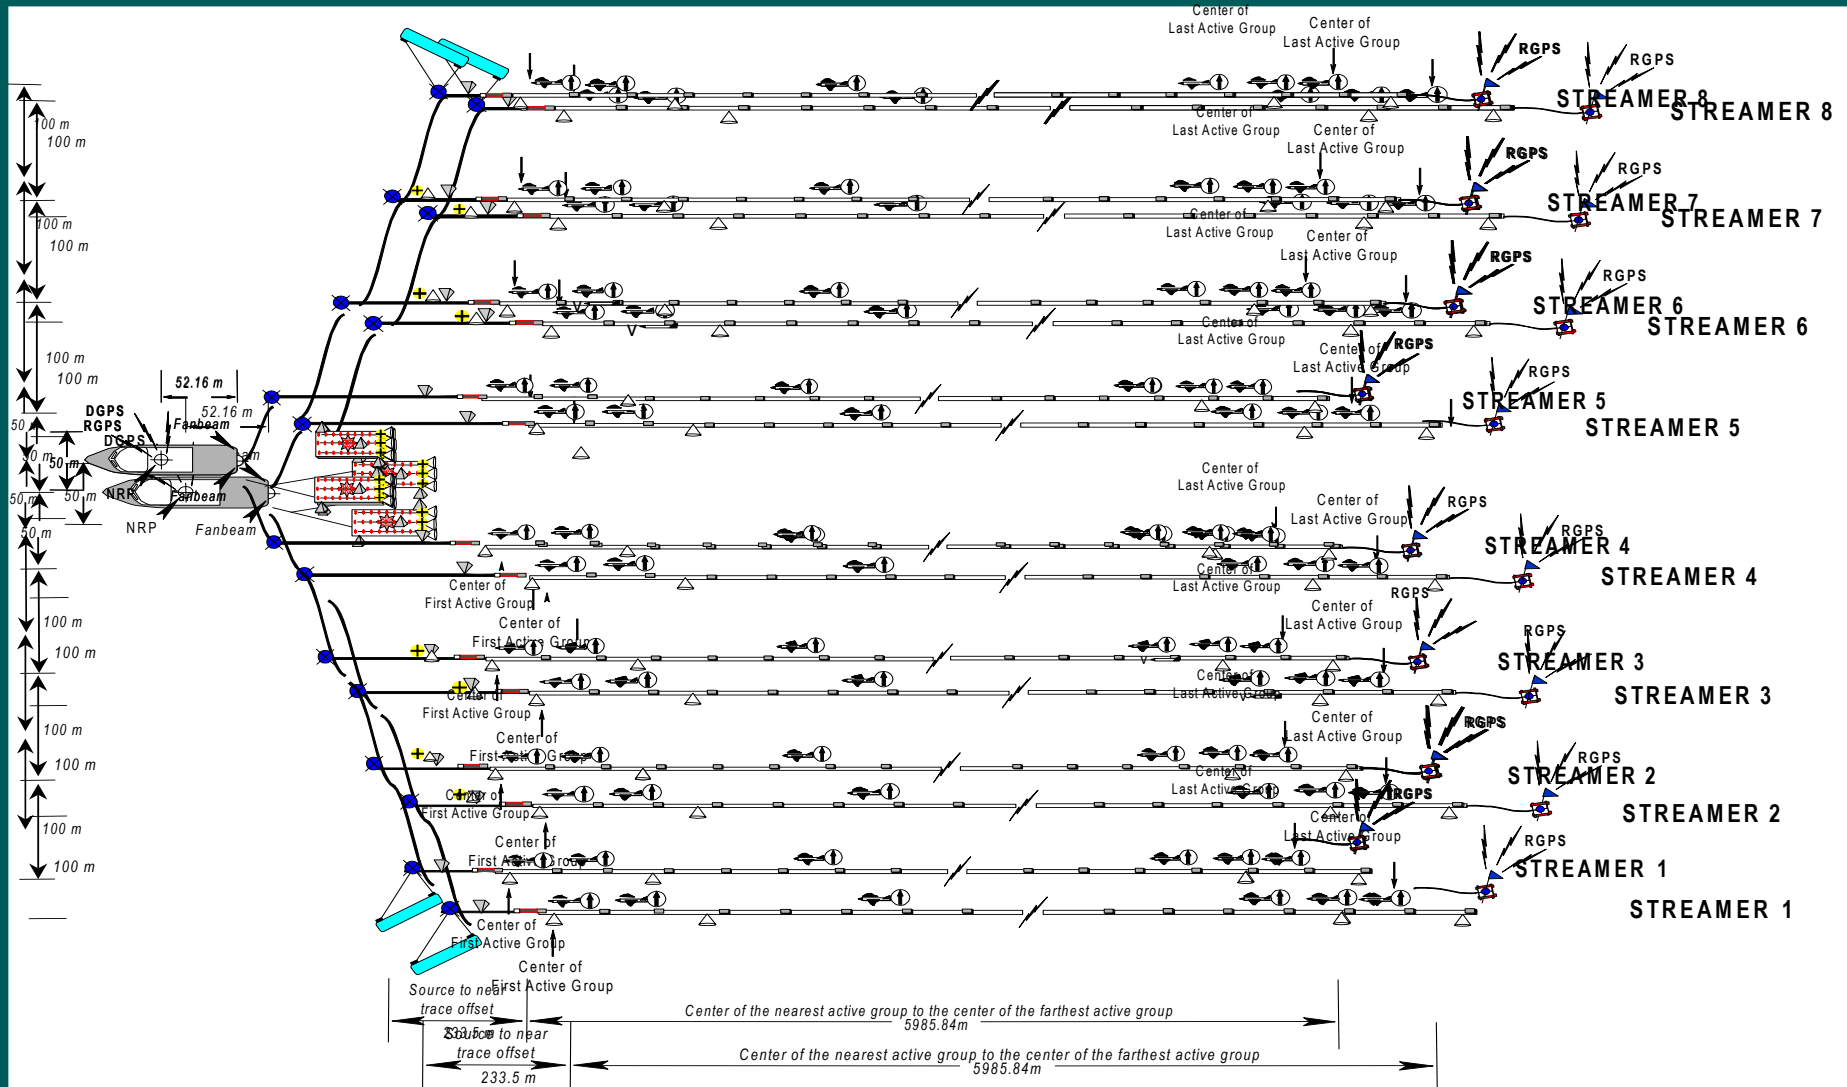 Center of
Last Active Group
Center of
Last Active Group
RGPS
RGPS
STREAMER 8
STREAMER 8
100 m
100 m
Center of
Last Active Group
Center of
Last Active Group
RGPS
RGPS
STREAMER 7
STREAMER 7
100 m
100 m
Center of
Last Active Group
Center of
Last Active Group
RGPS
RGPS
STREAMER 6
STREAMER 6
V
V
100 m
100 m
Center of
Last Active Group
Center of
Last Active Group
RGPS
RGPS
STREAMER 5
STREAMER 5
52.16 m
52.16 m
DGPS
RGPS
DGPS
Fanbeam
50 m
50 m
50 m
50 m
50 m
NRP
NRP
Fanbeam
Fanbeam
Center of
Last Active Group
Center of
Last Active Group
RGPS
RGPS
STREAMER 4
STREAMER 4
Center of
First Active Group
Center of
First Active Group
100 m
100 m
Center of
Last Active Group
Center of
Last Active Group
RGPS
RGPS
STREAMER 3
STREAMER 3
V
Center of
First Active Group
Center of
First Active Group
100 m
100 m
Center of
Last Active Group
Center of
Last Active Group
RGPS
RGPS
STREAMER 2
STREAMER 2
Center of
First Active Group
Center of
First Active Group
100 m
100 m
Center of
Last Active Group
Center of
Last Active Group
RGPS
RGPS
STREAMER 1
STREAMER 1
Center of
First Active Group
Center of
First Active Group
Source to near
trace offset
233.5 m
Center of the nearest active group to the center of the farthest active group
5985.84m
Source to near
trace offset
233.5 m
Center of the nearest active group to the center of the farthest active group
5985.84m